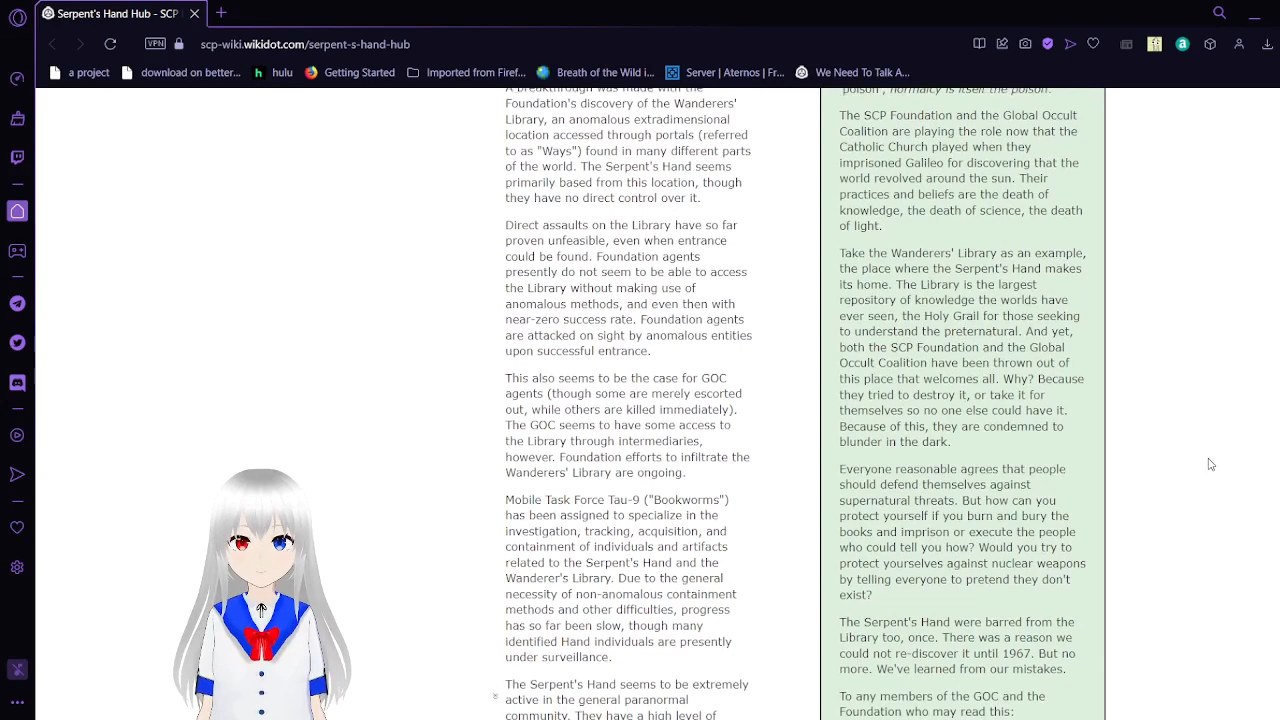 Serpent's Hand Hub - SCP
VPN
scp-wiki.wikidot.com/serpent-s-hand-hub
a project
download on better...
h
hulu
Getting Started
Imported from Firef...
Breath of the Wild i...
Server | Aternos | Fr...
We Need To Talk A...
A breakthrough was made with the
Foundation's discovery of the Wanderers'
Library, an anomalous extradimensional
location accessed through portals (referred
to as "Ways") found in many different parts
of the world. The Serpent's Hand seems
primarily based from this location, though
they have no direct control over it.
Direct assaults on the Library have so far
proven unfeasible, even when entrance
could be found. Foundation agents
presently do not seem to be able to access
the Library without making use of
anomalous methods, and even then with
near-zero success rate. Foundation agents
are attacked on sight by anomalous entities
upon successful entrance.
This also seems to be the case for GOC
agents (though some are merely escorted
out, while others are killed immediately).
The GOC seems to have some access to
the Library through intermediaries,
however. Foundation efforts to infiltrate the
Wanderers' Library are ongoing.
Mobile Task Force Tau-9 ("Bookworms")
has been assigned to specialize in the
investigation, tracking, acquisition, and
containment of individuals and artifacts
related to the Serpent's Hand and the
Wanderer's Library. Due to the general
necessity of non-anomalous containment
methods and other difficulties, progress
has so far been slow, though many
identified Hand individuals are presently
under surveillance.
The Serpent's Hand seems to be extremely
active in the general paranormal
community. They have a high level of
poison", normalcy is itself the poison.
The SCP Foundation and the Global Occult
Coalition are playing the role now that the
Catholic Church played when they
imprisoned Galileo for discovering that the
world revolved around the sun. Their
practices and beliefs are the death of
knowledge, the death of science, the death
of light.
Take the Wanderers' Library as an example,
the place where the Serpent's Hand makes
its home. The Library is the largest
repository of knowledge the worlds have
ever seen, the Holy Grail for those seeking
to understand the preternatural. And yet,
both the SCP Foundation and the Global
Occult Coalition have been thrown out of
this place that welcomes all. Why? Because
they tried to destroy it, or take it for
themselves so no one else could have it.
Because of this, they are condemned to
blunder in the dark.
Everyone reasonable agrees that people
should defend themselves against
supernatural threats. But how can you
protect yourself if you burn and bury the
books and imprison or execute the people
who could tell you how? Would you try to
protect yourselves against nuclear weapons
by telling everyone to pretend they don't
exist?
The Serpent's Hand were barred from the
Library too, once. There was a reason we
could not re-discover it until 1967. But no
more. We've learned from our mistakes.
To any members of the GOC and the
Foundation who may read this: